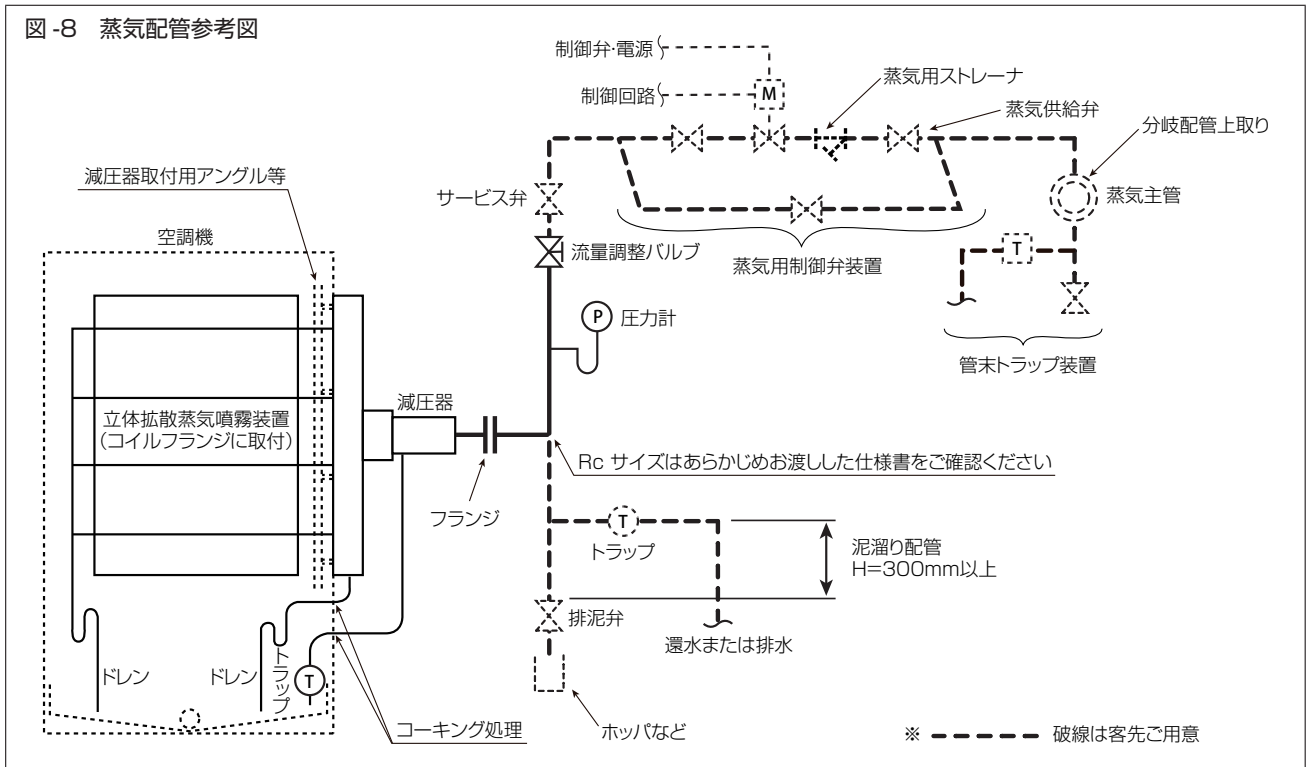 図-8 蒸気配管参考図
制御弁・電源
制御回路
M
蒸気用ストレーナ
蒸気供給弁
分岐配管上取り
蒸気主管
減圧器取付用アングル等
空調機
サービス弁
流量調整バルブ
蒸気用制御弁装置
T
管末トラップ装置
P
圧力計
立体拡散蒸気噴霧装置
(コイルフランジに取付)
減圧器
Rc サイズはあらかじめお渡しした仕様書をご確認ください
フランジ
T
トラップ
泥溜り配管
H=300mm以上
排泥弁
還水または排水
ドレン
ドレン
トラップ
T
コーキング処理
ホッパなど
※ 破線は客先ご用意